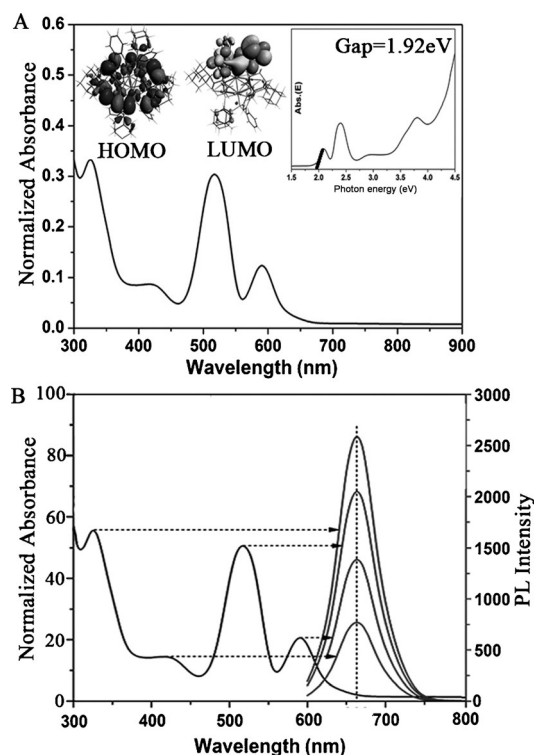 A
HOMO
LUMO
Gap=1.92eV
Abs.(E)
1.5 2.0 2.5 3.0 3.5 4.0 4.5
Photon energy (eV)
Normalized Absorbance
0.6
0.5
0.4
0.3
0.2
0.1
0.0
300 400 500 600 700 800 900
Wavelength (nm)
B
Normalized Absorbance
100
80
60
40
20
0
300 400 500 600 700 800
Wavelength (nm)
3000
2500
2000
1500
1000
500
0
PL Intensity